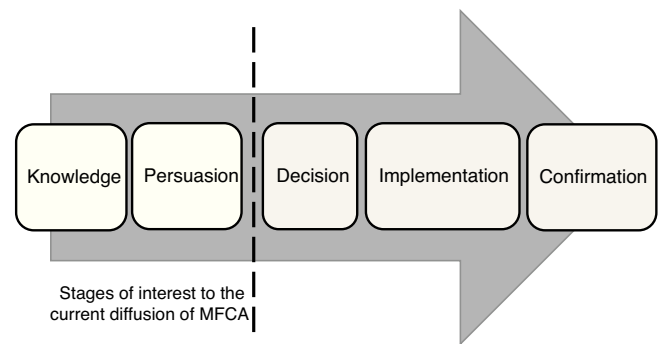 Knowledge
Persuasion
Decision
Implementation
Confirmation
Stages of interest to the
current diffusion of MFCA